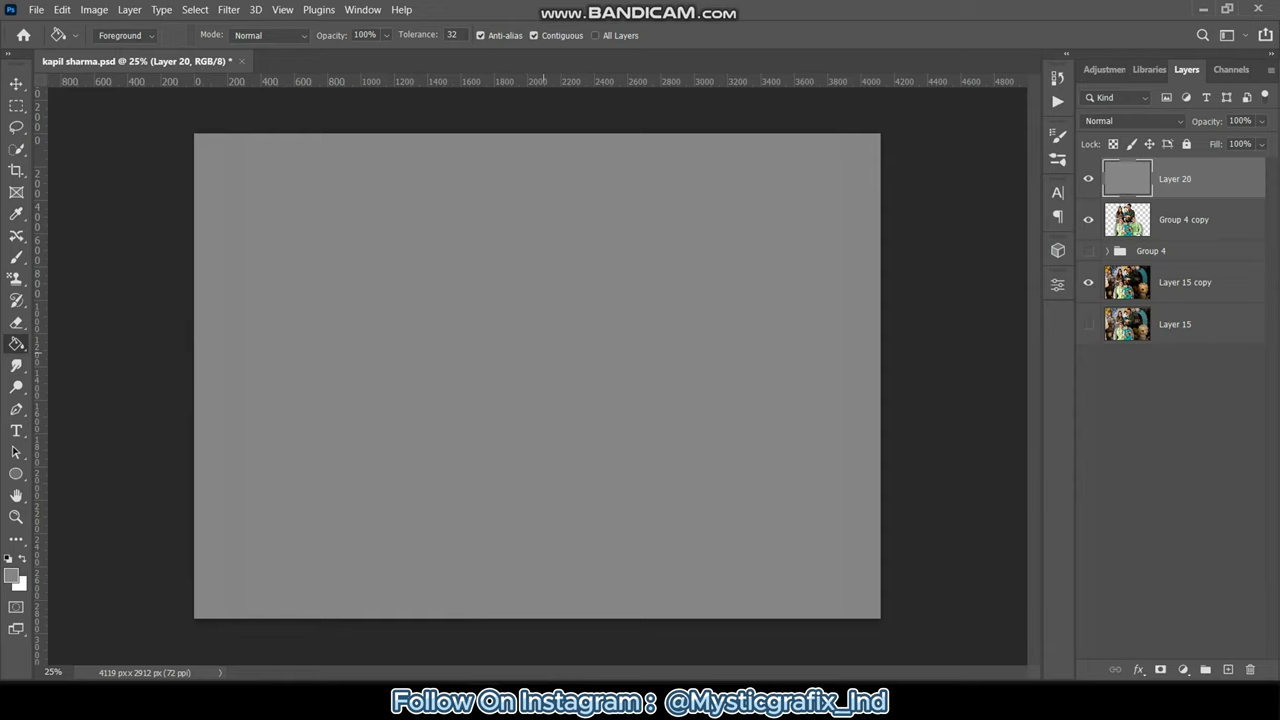 File Edit Image Layer Type Select Filter 3D View Plugins Window Help
www.BANDICAM.com
Foreground Mode: Normal Opacity: 100% Tolerance: 32 Anti-alias Contiguous All Layers
kapil sharma.psd @ 25% (Layer 20, RGB/8) *
800 600 400 200 0 200 400 600 800 1000 1200 1400 1600 1800 2000 2200 2400 2600 2800 3000 3200 3400 3600 3800 4000 4200 4400 4600 4800
Adjustmen Libraries Layers Channels
Kind
Normal Opacity: 100%
Lock: Fill: 100%
Layer 20
Group 4 copy
Group 4
Layer 15 copy
Layer 15
25% 4119 px x 2912 px (72 ppi)
Follow On Instagram : @Mysticgrafix_Ind